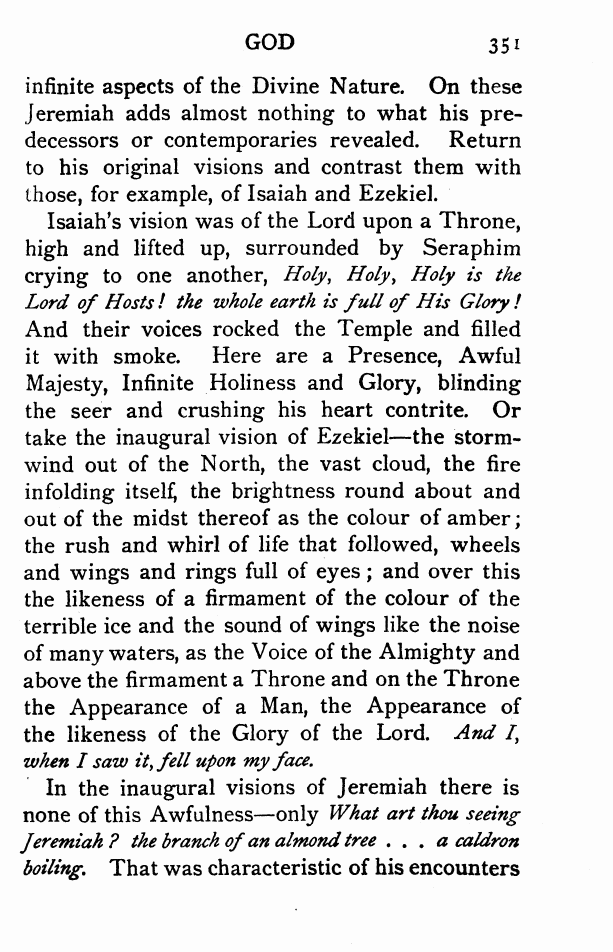 GOD 351
infinite aspects of the Divine Nature. On these
Jeremiah adds almost nothing to what his pre-
decessors or contemporaries revealed. Return
to his original visions and contrast them with
those, for example, of Isaiah and Ezekiel.
Isaiah's vision was of the Lord upon a Throne,
high and lifted up, surrounded by Seraphim
crying to one another, Holy, Holy, Holy is the
Lord of Hosts! the whole earth is full of His Glory!
And their voices rocked the Temple and filled
it with smoke. Here are a Presence, Awful
Majesty, Infinite Holiness and Glory, blinding
the seer and crushing his heart contrite. Or
take the inaugural vision of Ezekiel—the storm-
wind out of the North, the vast cloud, the fire
infolding itself, the brightness round about and
out of the midst thereof as the colour of amber;
the rush and whirl of life that followed, wheels
and wings and rings full of eyes; and over this
the likeness of a firmament of the colour of the
terrible ice and the sound of wings like the noise
of many waters, as the Voice of the Almighty and
above the firmament a Throne and on the Throne
the Appearance of a Man, the Appearance of
the likeness of the Glory of the Lord. And I,
when I saw it, fell upon my face.
In the inaugural visions of Jeremiah there is
none of this Awfulness—only What art thou seeing
Jeremiah? the branch of an almond tree . . . a caldron
boiling. That was characteristic of his encounters